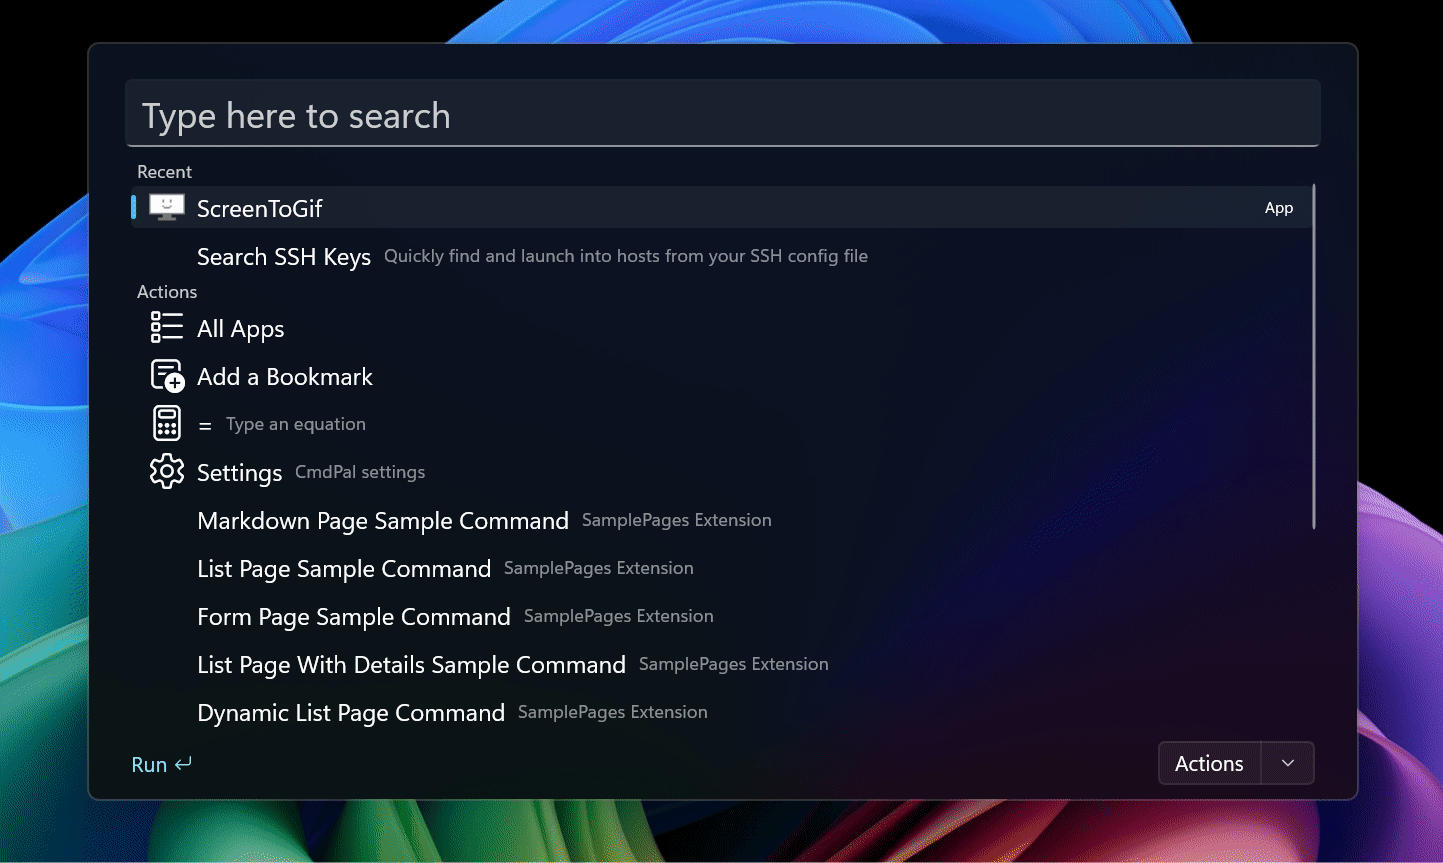 Type here to search
Recent
ScreenToGif App
Search SSH Keys Quickly find and launch into hosts from your SSH config file
Actions
All Apps
Add a Bookmark
= Type an equation
Settings CmdPal settings
Markdown Page Sample Command SamplePages Extension
List Page Sample Command SamplePages Extension
Form Page Sample Command SamplePages Extension
List Page With Details Sample Command SamplePages Extension
Dynamic List Page Command SamplePages Extension
Run Actions